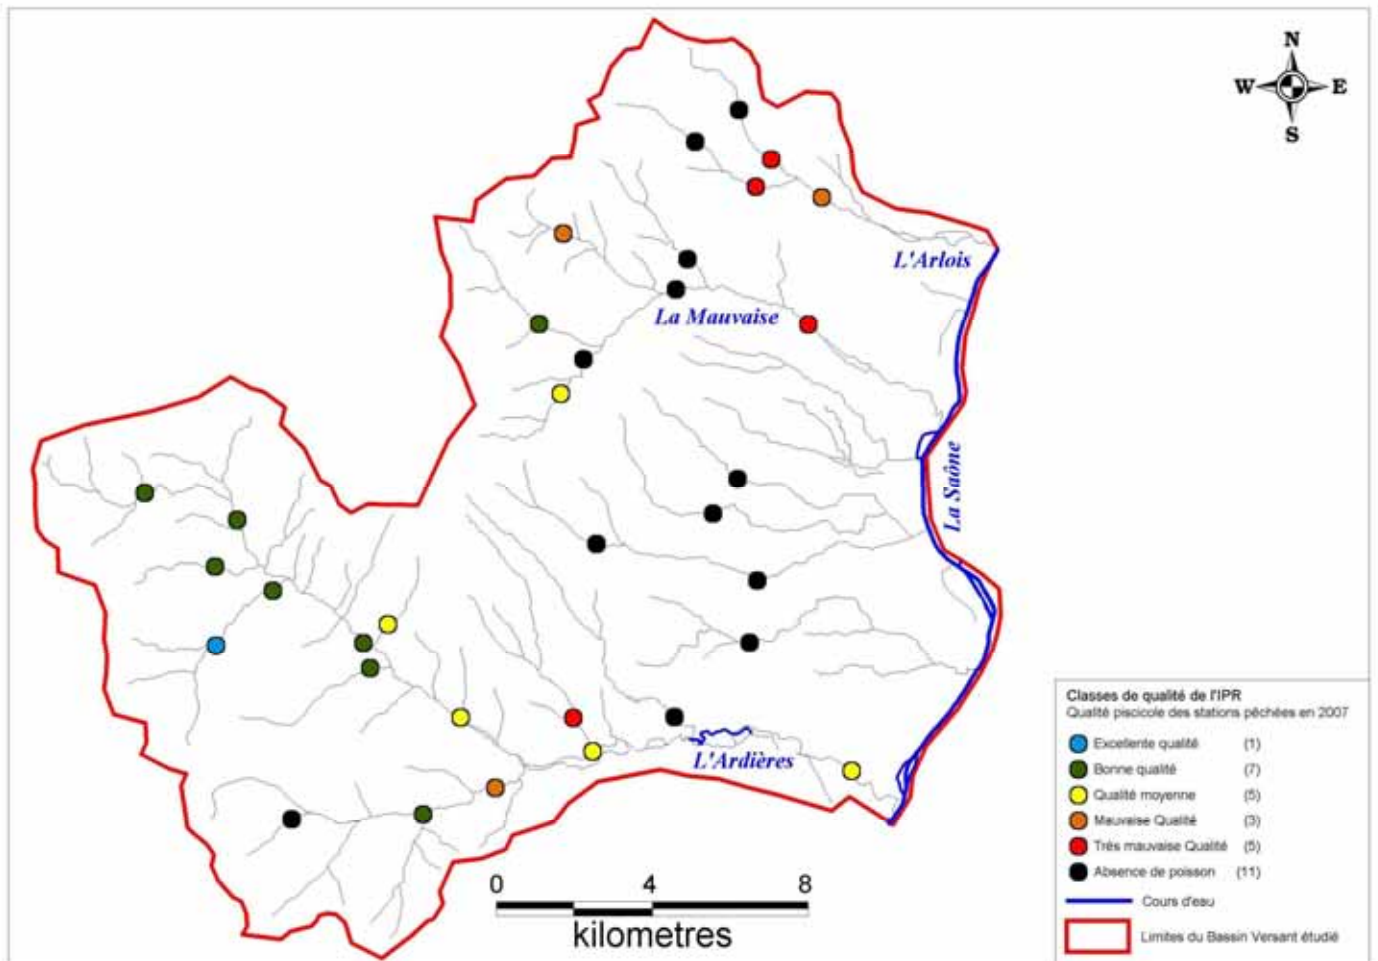 N
W E
S
L'Arlois
La Mauvaise
La Saône
L'Ardières
0 4 8
kilometres
Classes de qualité de l'IPR
Qualité piscicole des stations pêchées en 2007
Excellente qualité (1)
Bonne qualité (7)
Qualité moyenne (5)
Mauvaise Qualité (3)
Trés mauvaise Qualité (5)
Absence de poisson (11)
Cours d'eau
Limites du Bassin Versant étudié